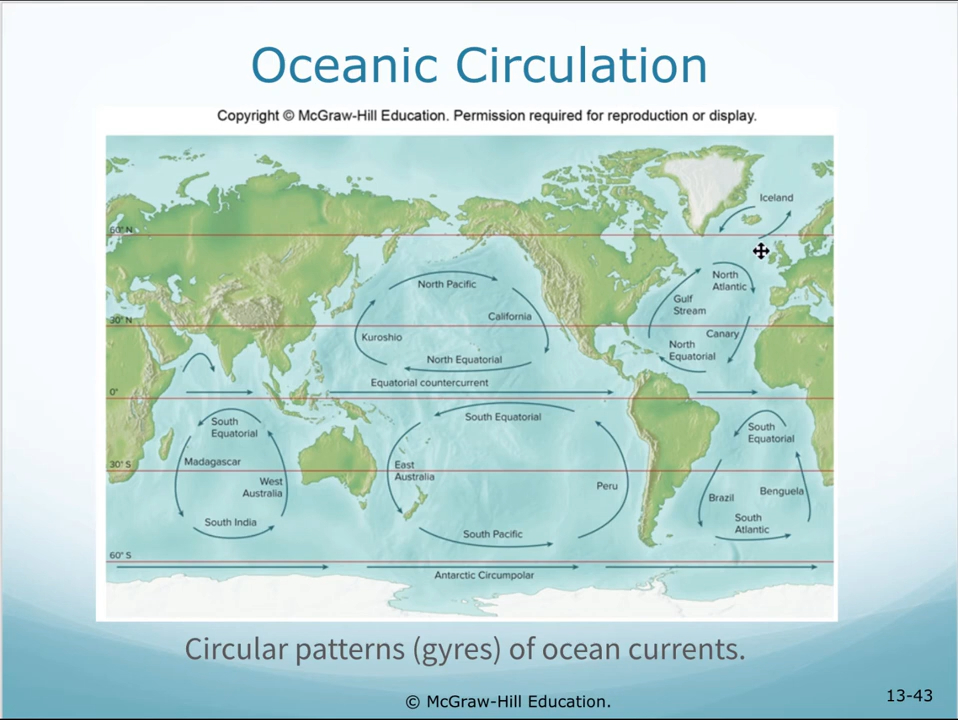 Oceanic Circulation
Copyright © McGraw-Hill Education. Permission required for reproduction or display.
Iceland
60° N
North Pacific
North
Atlantic
Gulf
Stream
California
30° N
Kuroshio
Canary
North
Equatorial
North Equatorial
Equatorial countercurrent
0°
South Equatorial
South
Equatorial
South
Equatorial
Madagascar
30° S
East
Australia
West
Australia
Peru
Brazil
Benguela
South India
South
Atlantic
South Pacific
60° S
Antarctic Circumpolar
Circular patterns (gyres) of ocean currents.
© McGraw-Hill Education.
13-43